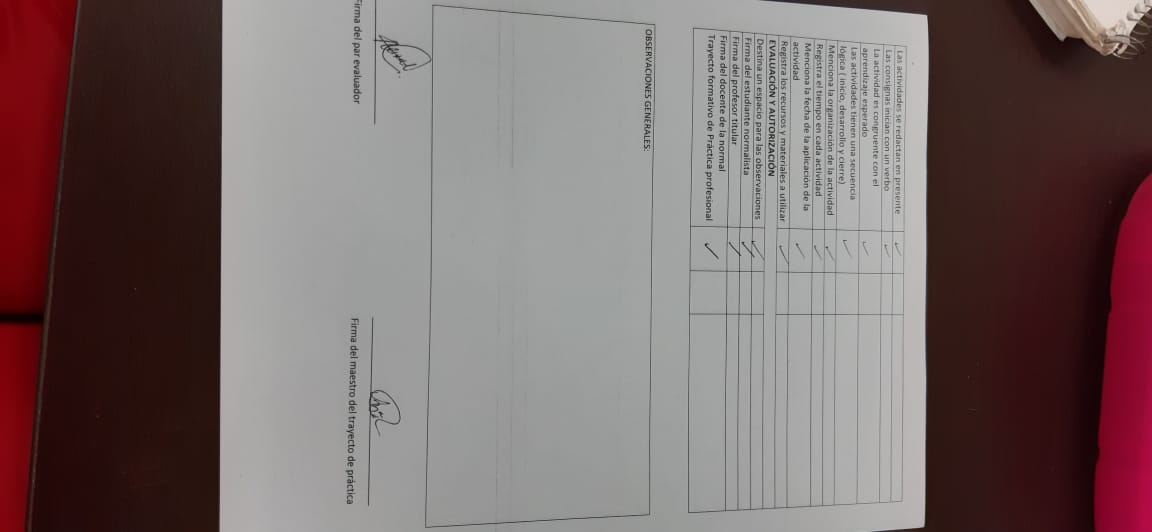 Las actividades se redactan en presente ✓
Las consignas inician con un verbo ✓
La actividad es congruente con el
aprendizaje esperado ✓
Las actividades tienen una secuencia
lógica ( inicio, desarrollo y cierre) ✓
Menciona la organización de la actividad ✓
Registra el tiempo en cada actividad ✓
Menciona la fecha de la aplicación de la
actividad ✓
Registra los recursos y materiales a utilizar ✓
EVALUACIÓN Y AUTORIZACIÓN
Destina un espacio para las observaciones ✓
Firma del estudiante normalista ✓
Firma del profesor titular ✓
Firma del docente de la normal
Trayecto formativo de Práctica profesional ✓
OBSERVACIONES GENERALES:
Firma del par evaluador
Firma del maestro del trayecto de práctica